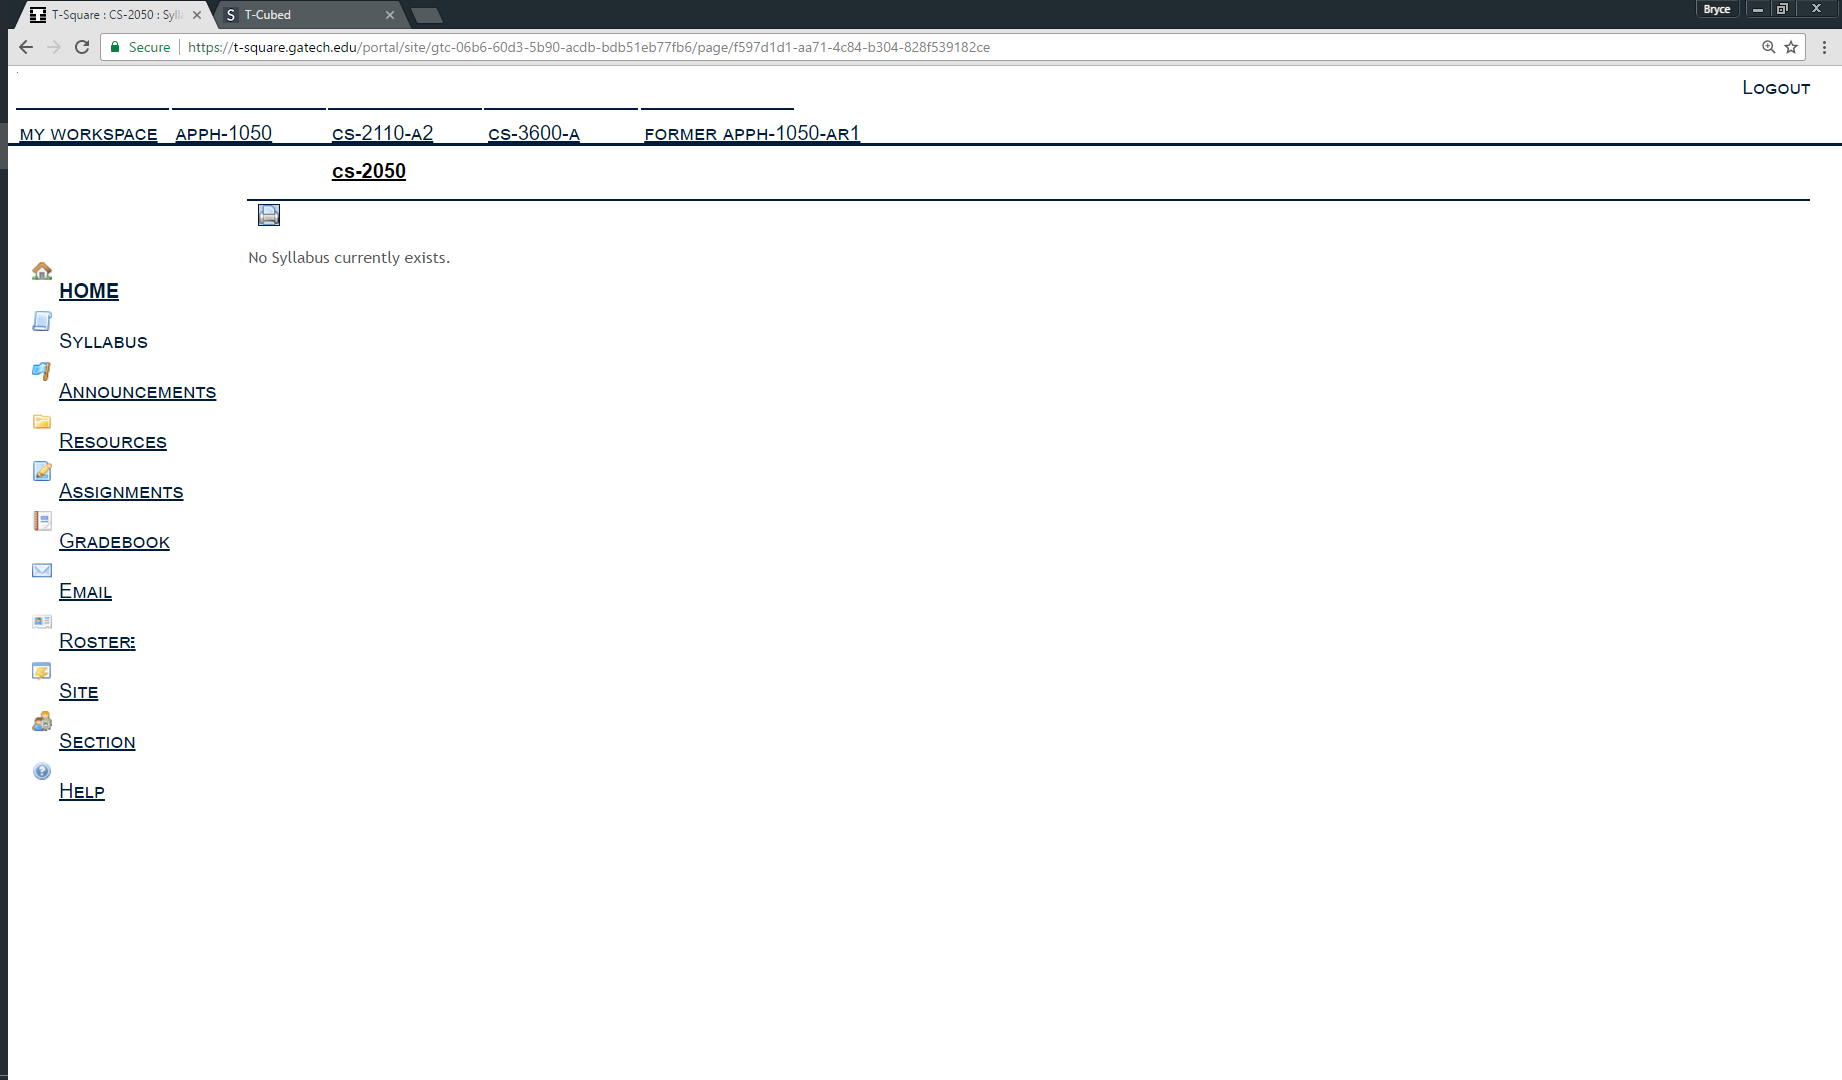 T-Square : CS-2050 : Sylla
T-Cubed
Bryce
Secure
https://t-square.gatech.edu/portal/site/gtc-06b6-60d3-5b90-acdb-bdb51eb77fb6/page/f597d1d1-aa71-4c84-b304-828f539182ce
LOGOUT
MY WORKSPACE APPH-1050 CS-2110-A2 CS-3600-A FORMER APPH-1050-AR1
CS-2050
No Syllabus currently exists.
HOME
SYLLABUS
ANNOUNCEMENTS
RESOURCES
ASSIGNMENTS
GRADEBOOK
EMAIL
ROSTER
SITE
SECTION
HELP